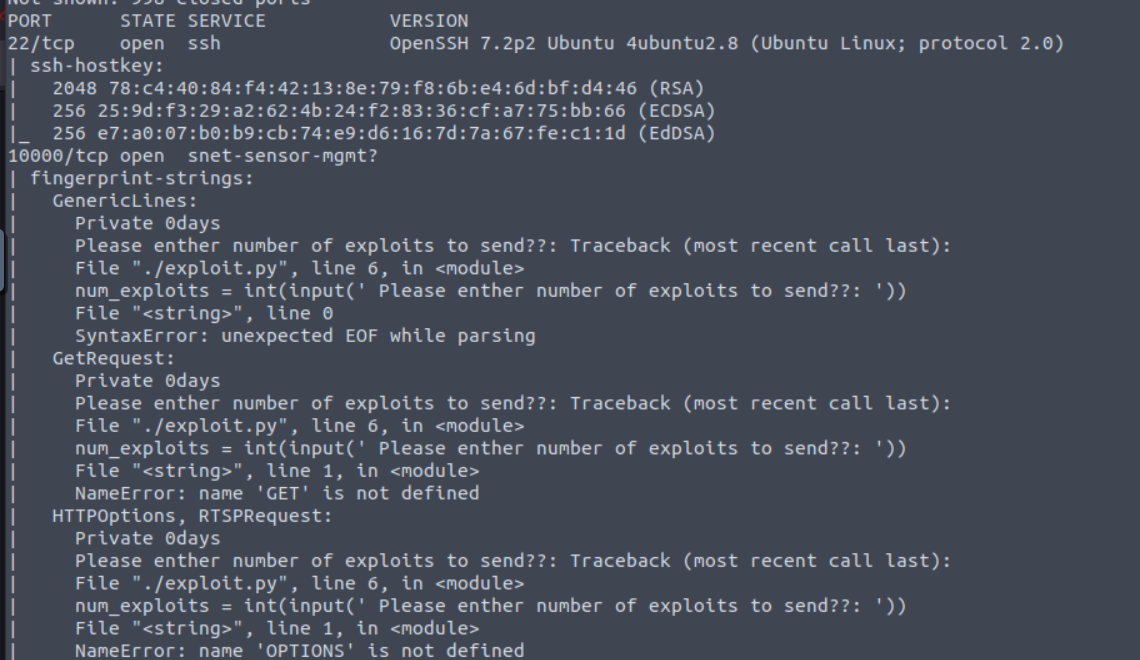 Not shown: 998 closed ports
PORT      STATE SERVICE           VERSION
22/tcp    open  ssh               OpenSSH 7.2p2 Ubuntu 4ubuntu2.8 (Ubuntu Linux; protocol 2.0)
| ssh-hostkey:
|   2048 78:c4:40:84:f4:42:13:8e:79:f8:6b:e4:6d:bf:d4:46 (RSA)
|   256 25:9d:f3:29:a2:62:4b:24:f2:83:36:cf:a7:75:bb:66 (ECDSA)
|_  256 e7:a0:07:b0:b9:cb:74:e9:d6:16:7d:7a:67:fe:c1:1d (EdDSA)
10000/tcp open  snet-sensor-mgmt?
| fingerprint-strings:
|   GenericLines:
|     Private 0days
|     Please enther number of exploits to send??: Traceback (most recent call last):
|     File "./exploit.py", line 6, in <module>
|     num_exploits = int(input(' Please enther number of exploits to send??: '))
|     File "<string>", line 0
|     SyntaxError: unexpected EOF while parsing
|   GetRequest:
|     Private 0days
|     Please enther number of exploits to send??: Traceback (most recent call last):
|     File "./exploit.py", line 6, in <module>
|     num_exploits = int(input(' Please enther number of exploits to send??: '))
|     File "<string>", line 1, in <module>
|     NameError: name 'GET' is not defined
|   HTTPOptions, RTSPRequest:
|     Private 0days
|     Please enther number of exploits to send??: Traceback (most recent call last):
|     File "./exploit.py", line 6, in <module>
|     num_exploits = int(input(' Please enther number of exploits to send??: '))
|     File "<string>", line 1, in <module>
|     NameError: name 'OPTIONS' is not defined